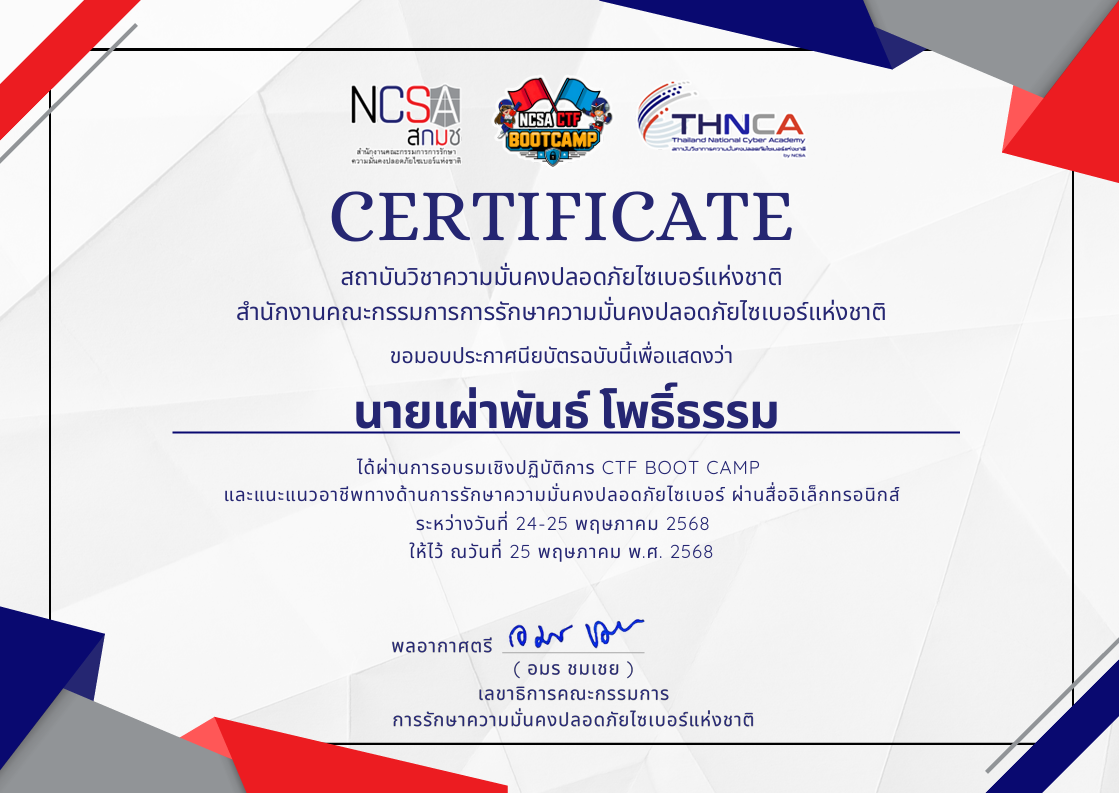 NCSA
สกมช
สำนักงานคณะกรรมการการรักษา
ความมั่นคงปลอดภัยไซเบอร์แห่งชาติ
NCSA CTF
BOOTCAMP
THNCA
Thailand National Cyber Academy
สถาบันวิชาการความมั่นคงปลอดภัยไซเบอร์แห่งชาติ
by NCSA
CERTIFICATE
สถาบันวิชาความมั่นคงปลอดภัยไซเบอร์แห่งชาติ
สำนักงานคณะกรรมการการรักษาความมั่นคงปลอดภัยไซเบอร์แห่งชาติ
ขอมอบประกาศนียบัตรฉบับนี้เพื่อแสดงว่า
นายเผ่าพันธ์ โพธิ์ธรรม
ได้ผ่านการอบรมเชิงปฏิบัติการ CTF BOOT CAMP
และแนะแนวอาชีพทางด้านการรักษาความมั่นคงปลอดภัยไซเบอร์ ผ่านสื่ออิเล็กทรอนิกส์
ระหว่างวันที่ 24-25 พฤษภาคม 2568
ให้ไว้ ณวันที่ 25 พฤษภาคม พ.ศ. 2568
พลอากาศตรี
( อมร ชมเชย )
เลขาธิการคณะกรรมการ
การรักษาความมั่นคงปลอดภัยไซเบอร์แห่งชาติ